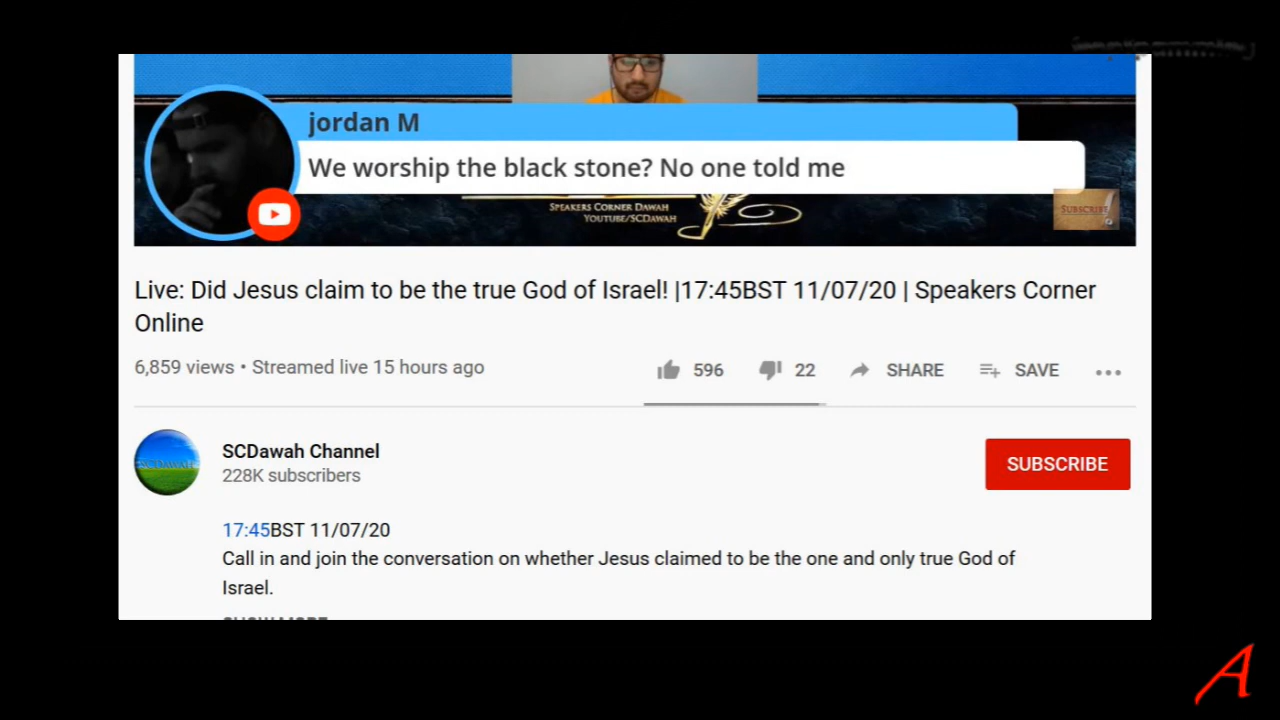 jordan M
We worship the black stone? No one told me
SPEAKERS CORNER DAWAH
YOUTUBE/SCDAWAH
SUBSCRIBE
Live: Did Jesus claim to be the true God of Israel! |17:45BST 11/07/20 | Speakers Corner
Online
6,859 views • Streamed live 15 hours ago
596
22
SHARE
SAVE
SCDAWAH
SCDawah Channel
228K subscribers
SUBSCRIBE
17:45BST 11/07/20
Call in and join the conversation on whether Jesus claimed to be the one and only true God of
Israel.
SHOW MORE
A